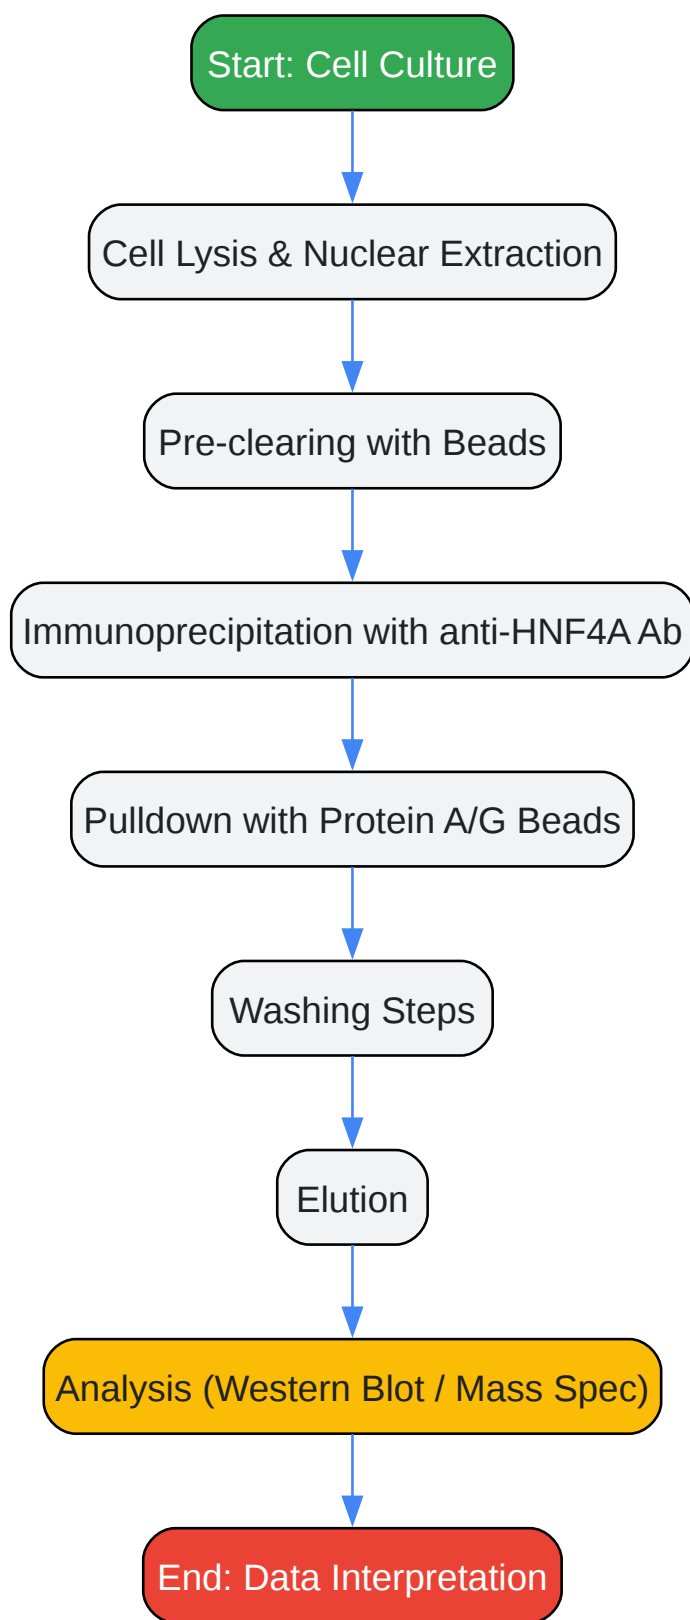 Start: Cell Culture
Cell Lysis & Nuclear Extraction
Pre-clearing with Beads
Immunoprecipitation with anti-HNF4A Ab
Pulldown with Protein A/G Beads
Washing Steps
Elution
Analysis (Western Blot / Mass Spec)
End: Data Interpretation